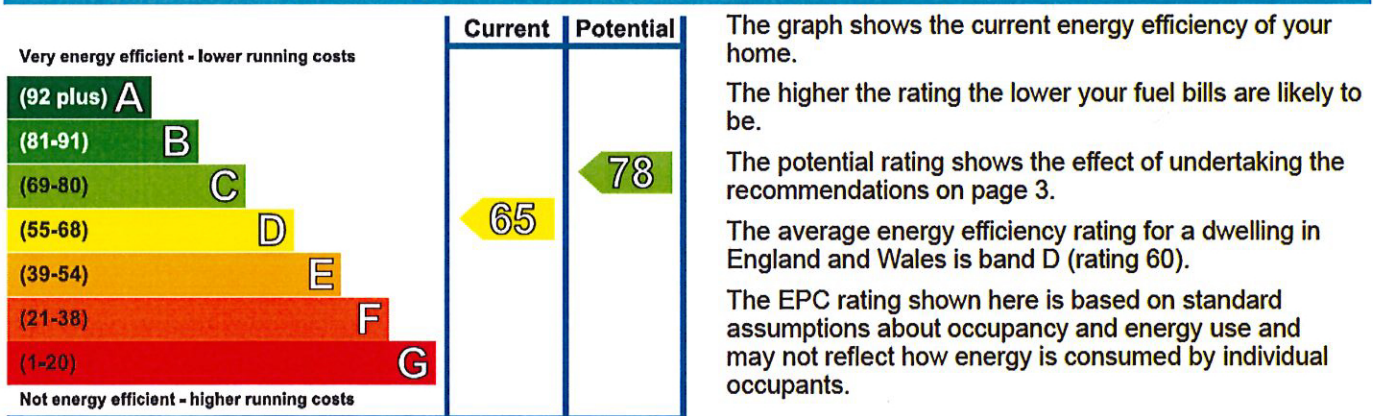 Current Potential
Very energy efficient - lower running costs
(92 plus) A
(81-91) B
(69-80) C
(55-68) D
(39-54) E
(21-38) F
(1-20) G
Not energy efficient - higher running costs
65
78
The graph shows the current energy efficiency of your
home.
The higher the rating the lower your fuel bills are likely to
be.
The potential rating shows the effect of undertaking the
recommendations on page 3.
The average energy efficiency rating for a dwelling in
England and Wales is band D (rating 60).
The EPC rating shown here is based on standard
assumptions about occupancy and energy use and
may not reflect how energy is consumed by individual
occupants.